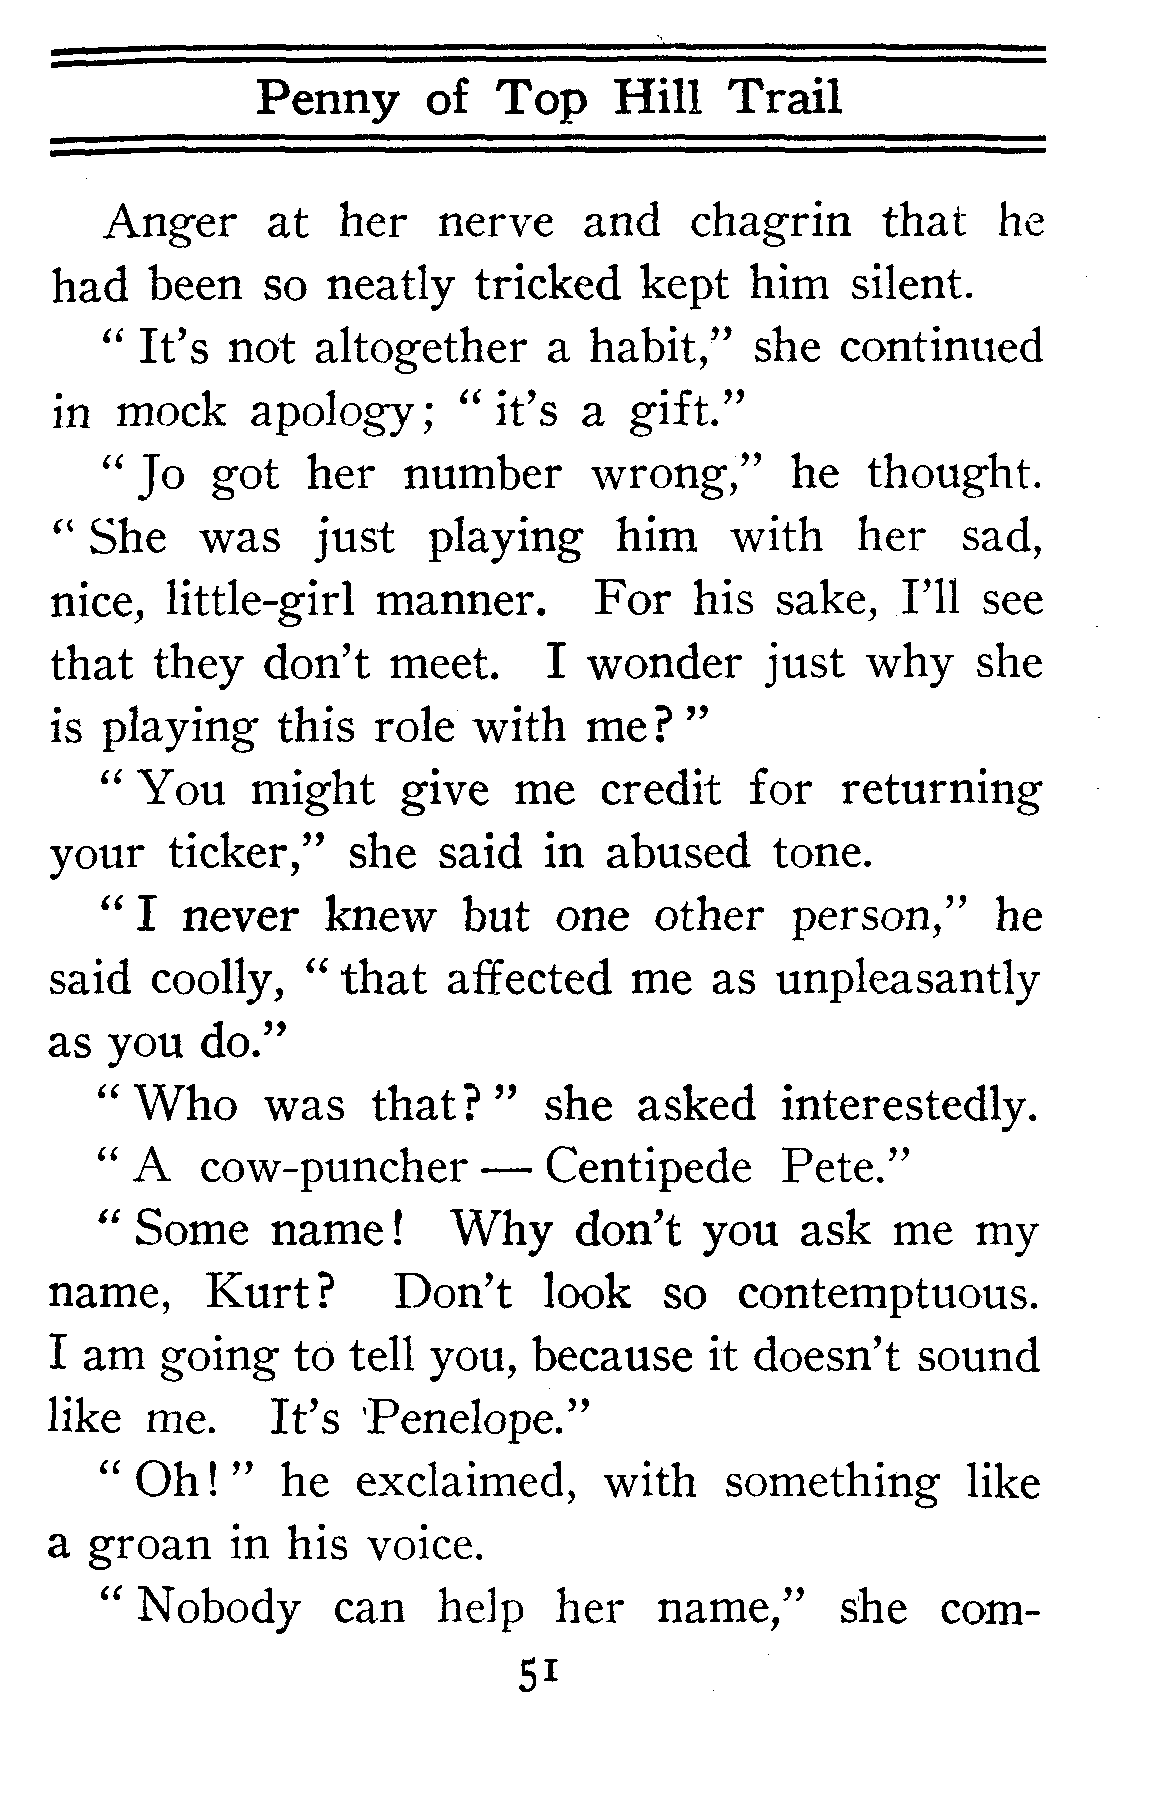 Penny of Top Hill Trail
Anger at her nerve and chagrin that he
had been so neatly tricked kept him silent.
“ It’s not altogether a habit,” she continued
in mock apology; “ it’s a gift.”
“ Jo got her number wrong,” he thought.
“ She was just playing him with her sad,
nice, little-girl manner. For his sake, I’ll see
that they don’t meet. I wonder just why she
is playing this role with me? ”
“ You might give me credit for returning
your ticker,” she said in abused tone.
“ I never knew but one other person,” he
said coolly, “ that affected me as unpleasantly
as you do.”
“ Who was that? ” she asked interestedly.
“ A cow-puncher — Centipede Pete.”
“ Some name! Why don’t you ask me my
name, Kurt? Don’t look so contemptuous.
I am going to tell you, because it doesn’t sound
like me. It’s Penelope.”
“ Oh! ” he exclaimed, with something like
a groan in his voice.
“ Nobody can help her name,” she com-
51